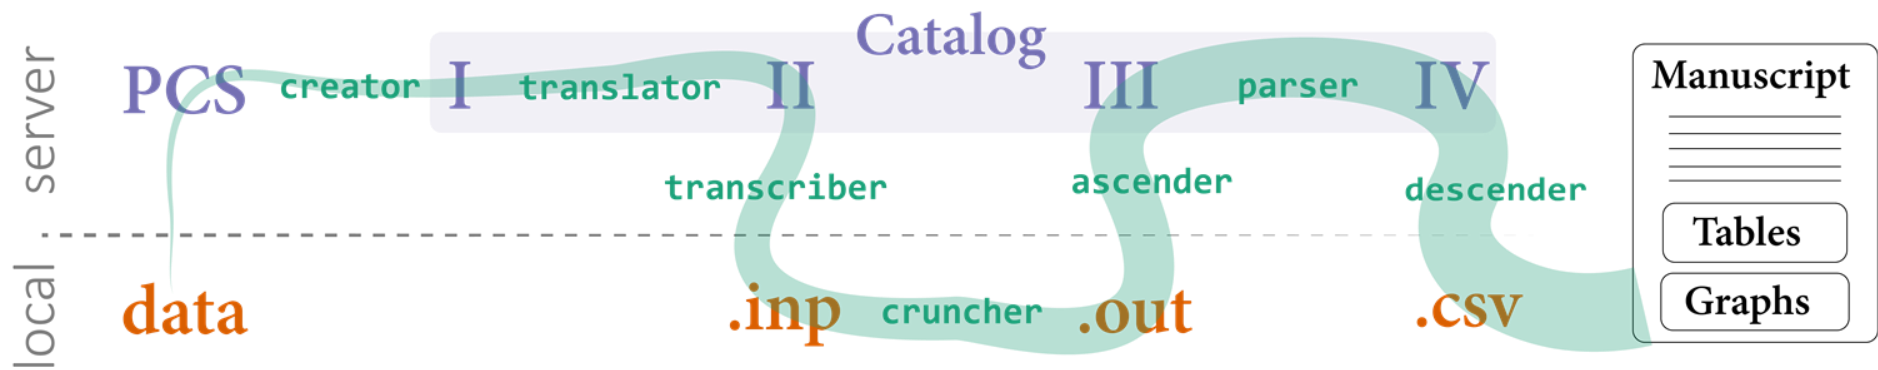 Catalog
server
PCS creator I translator II III parser IV
transcriber ascender descender
local
data .inp cruncher .out .csv
Manuscript
Tables
Graphs